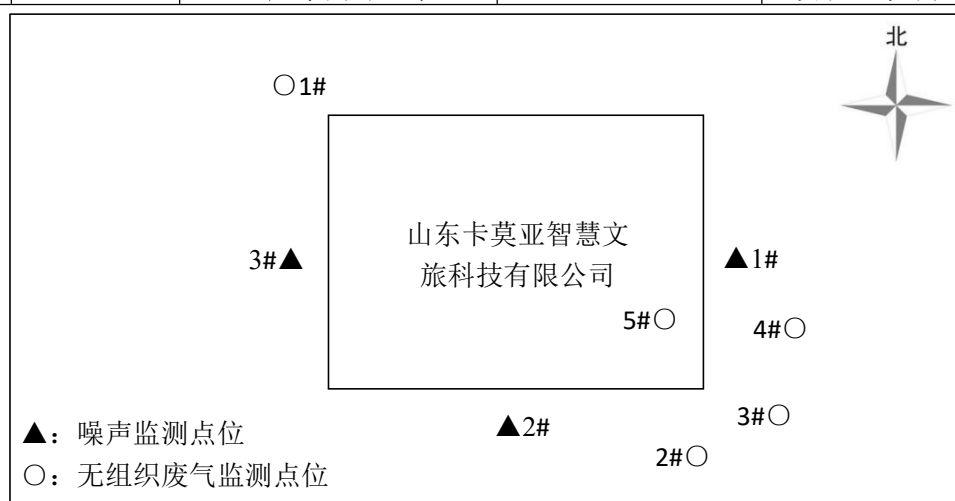 北
○1#
山东卡莫亚智慧文
旅科技有限公司
3#▲
▲1#
5#○
4#○
3#○
▲2#
2#○
▲：噪声监测点位
○：无组织废气监测点位